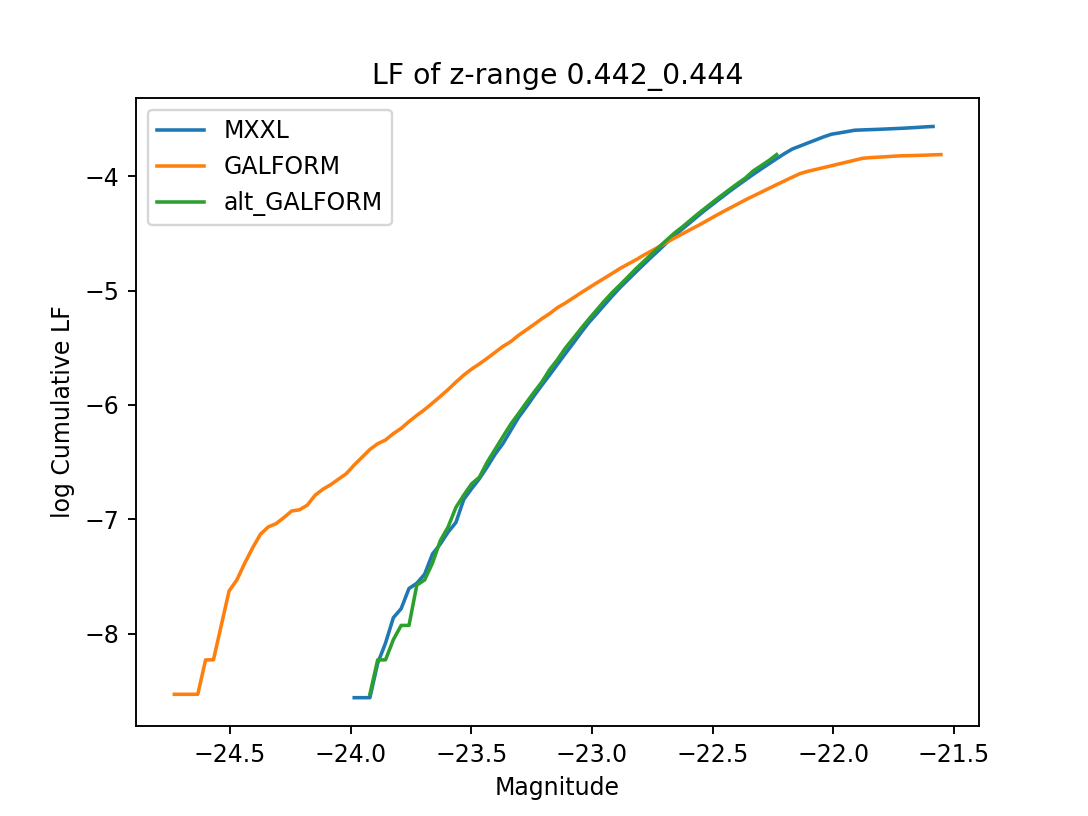 LF of z-range 0.442_0.444
MXXL
GALFORM
alt_GALFORM
−4
−5
−6
−7
−8
log Cumulative LF
−24.5 −24.0 −23.5 −23.0 −22.5 −22.0 −21.5
Magnitude